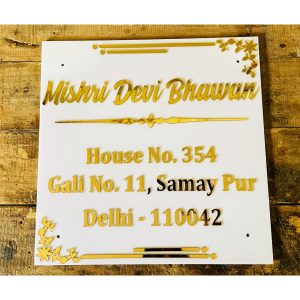 Mishri Devi Bhawan
House No. 354
Gali No. 11, Samay Pur
Delhi - 110042